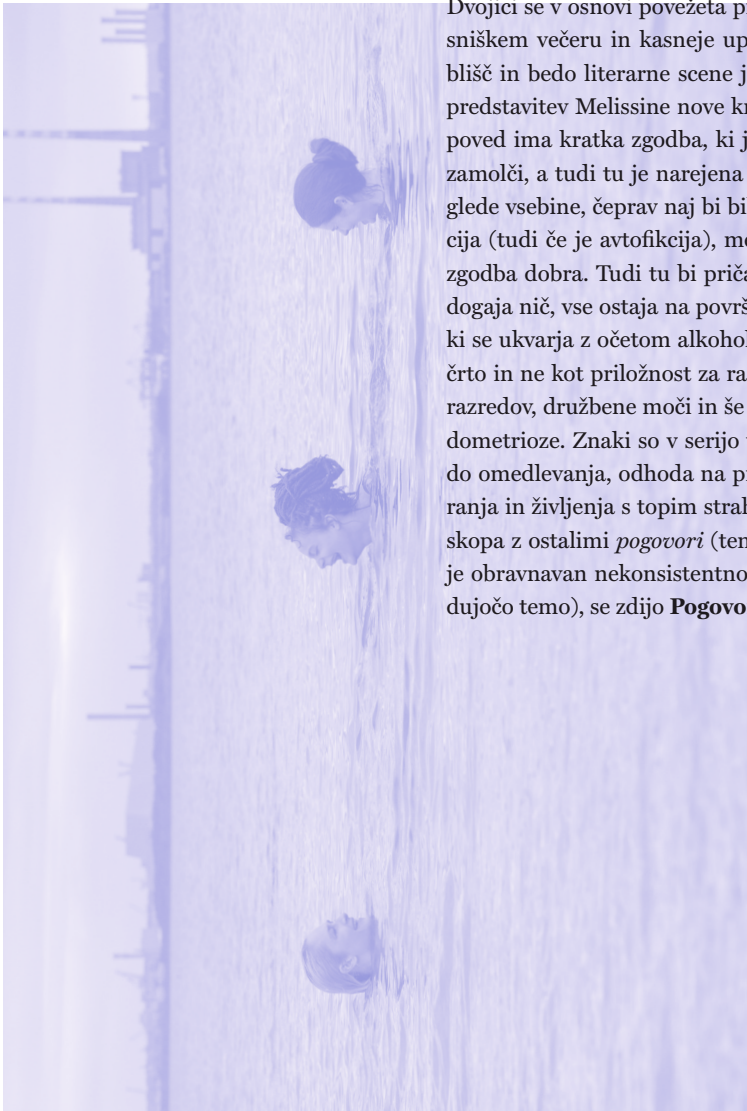 Dvojici se v osnovi povežeta p
sniškem večeru in kasneje up
blišč in bedo literarne scene j
predstavitev Melissine nove kn
poved ima kratka zgodba, ki j
zamolči, a tudi tu je narejena
glede vsebine, čeprav naj bi bi
cija (tudi če je avtofikcija), m
zgodba dobra. Tudi tu bi priča
dogaja nič, vse ostaja na površ
ki se ukvarja z očetom alkohol
črto in ne kot priložnost za ra
razredov, družbene moči in še
dometrioze. Znaki so v serijo
do omedlevanja, odhoda na p
ranja in življenja s topim strah
skopa z ostalimi pogovori (ten
je obravnavan nekonsistentno
dujočo temo), se zdijo Pogovo